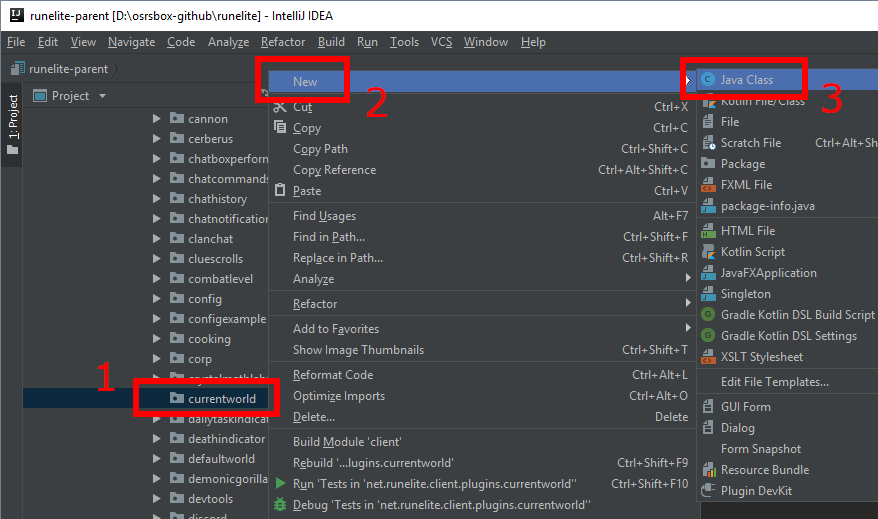 runelite-parent [D:\osrsbox-github\runelite] - IntelliJ IDEA
File Edit View Navigate Code Analyze Refactor Build Run Tools VCS Window Help
runelite-parent
1: Project
Project
cannon
cerberus
chatboxperform
chatcommands
chathistory
chatnotification
clanchat
cluescrolls
combatlevel
config
configexample
cooking
corp
1
currentworld
dailytaskindicat
deathindicator
defaultworld
demonicgorilla
devtools
discord
New
2
Cut Ctrl+X
Copy Ctrl+C
Copy Path Ctrl+Shift+C
Copy Reference Ctrl+Alt+Shift+C
Paste Ctrl+V
Find Usages Alt+F7
Find in Path... Ctrl+Shift+F
Replace in Path... Ctrl+Shift+R
Analyze
Refactor
Add to Favorites
Show Image Thumbnails Ctrl+Shift+T
Reformat Code Ctrl+Alt+L
Optimize Imports Ctrl+Alt+O
Delete... Delete
Build Module 'client'
Rebuild '...lugins.currentworld' Ctrl+Shift+F9
Run 'Tests in 'net.runelite.client.plugins.currentworld'' Ctrl+Shift+F10
Debug 'Tests in 'net.runelite.client.plugins.currentworld''
Java Class
3
Kotlin File/Class
File
Scratch File Ctrl+Alt+Sh
Package
FXML File
package-info.java
HTML File
Kotlin Script
JavaFXApplication
Singleton
Gradle Kotlin DSL Build Script
Gradle Kotlin DSL Settings
XSLT Stylesheet
Edit File Templates...
GUI Form
Dialog
Form Snapshot
Resource Bundle
Plugin DevKit